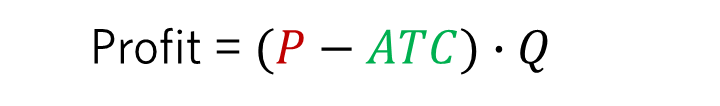 Profit = (P − ATC) · Q